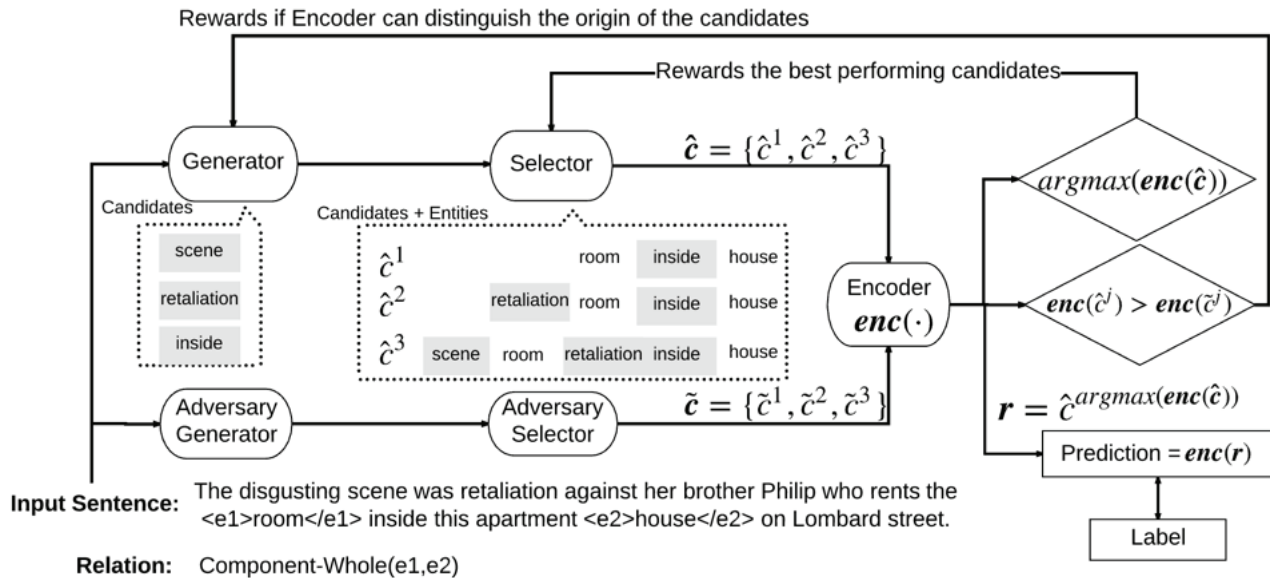 Rewards if Encoder can distinguish the origin of the candidates
Rewards the best performing candidates
Generator
Selector
𝒄̂ = {ĉ¹, ĉ², ĉ³}
argmax(enc(𝒄̂))
Candidates
scene
retaliation
inside
Candidates + Entities
ĉ¹ room inside house
ĉ² retaliation room inside house
ĉ³ scene room retaliation inside house
Encoder
enc(·)
enc(ĉʲ) > enc(c̃ʲ)
Adversary
Generator
Adversary
Selector
𝒄̃ = {c̃¹, c̃², c̃³}
r = ĉ^argmax(enc(𝒄̂))
Prediction = enc(r)
Label
Input Sentence: The disgusting scene was retaliation against her brother Philip who rents the
<e1>room</e1> inside this apartment <e2>house</e2> on Lombard street.
Relation: Component-Whole(e1,e2)